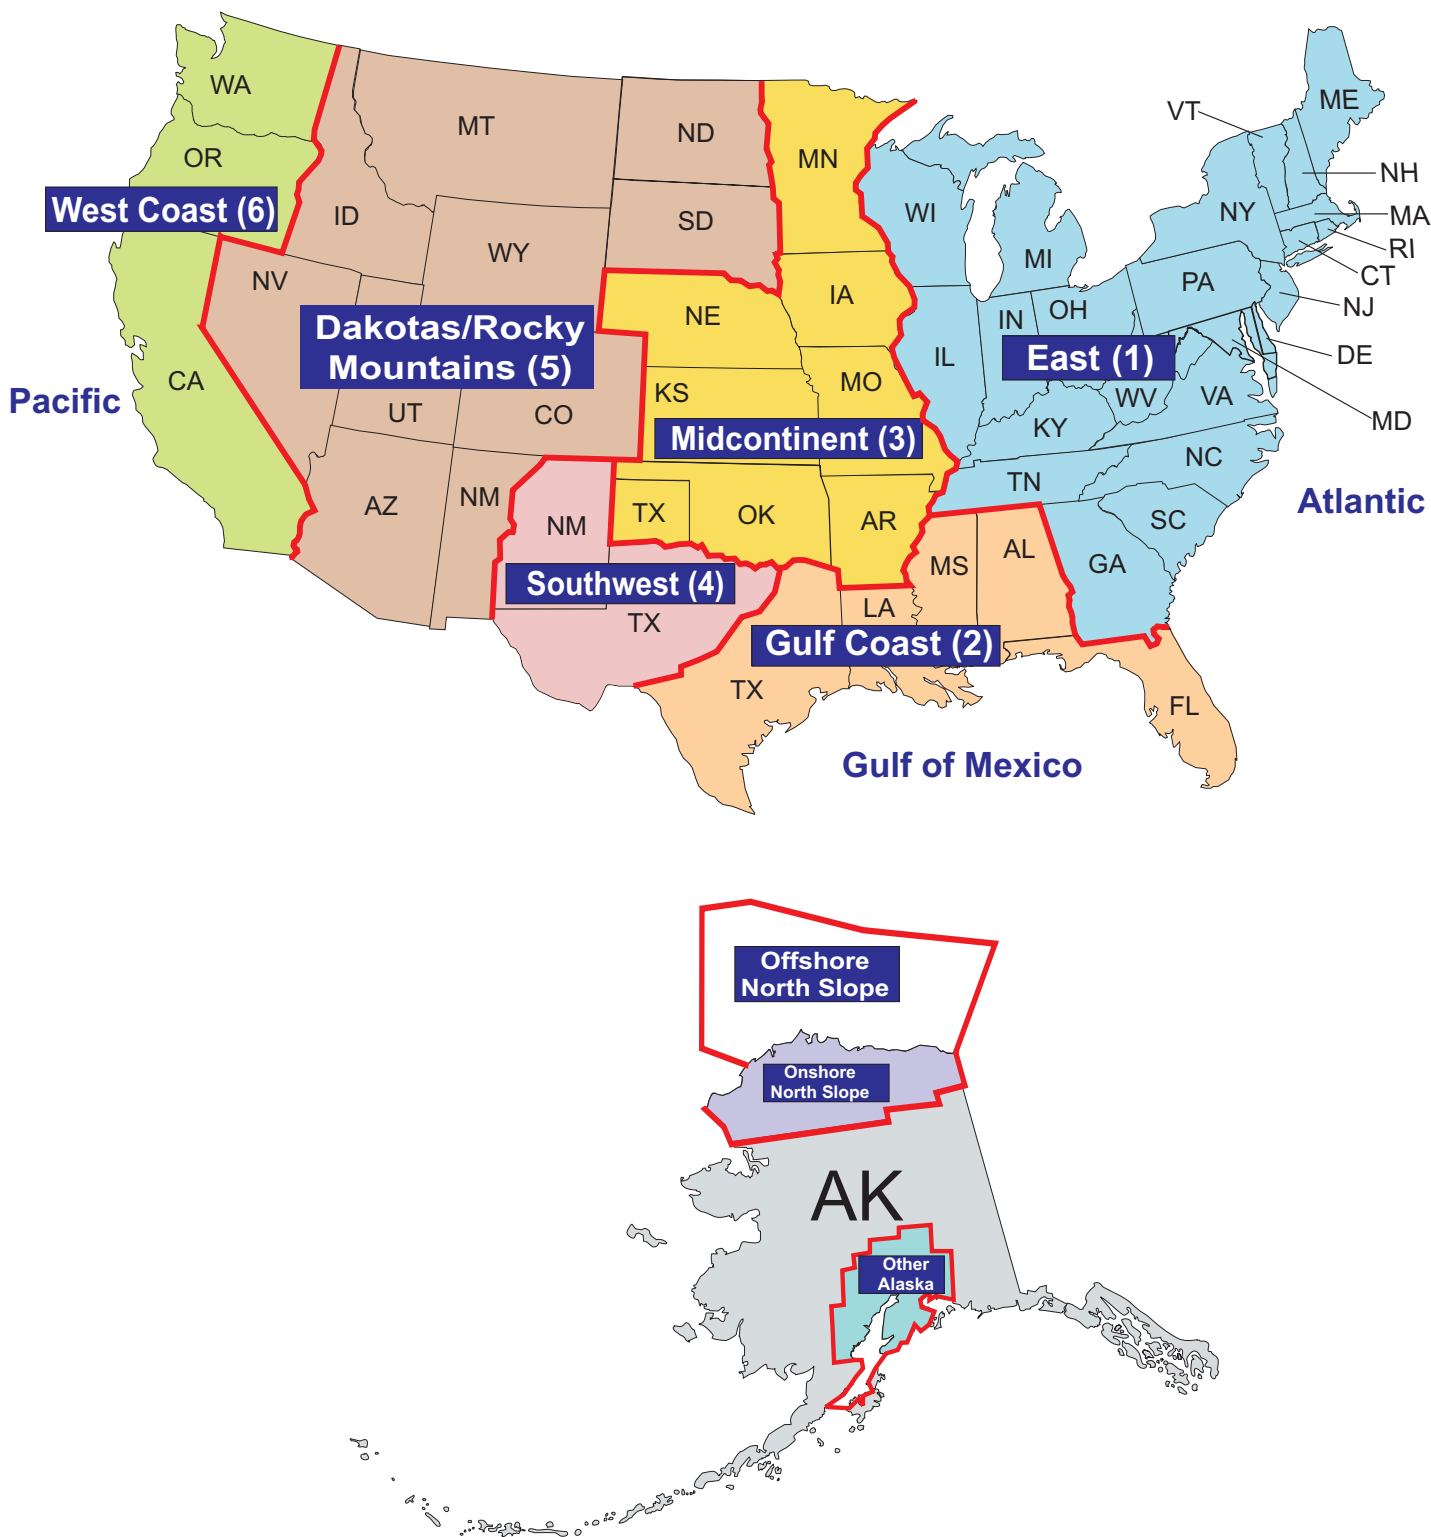 WA
OR
West Coast (6)
CA
Pacific
MT
ID
WY
NV
Dakotas/Rocky
Mountains (5)
UT
CO
AZ
NM
ND
SD
NE
KS
MN
IA
MO
Midcontinent (3)
TX
OK
AR
NM
Southwest (4)
TX
MS
AL
LA
Gulf Coast (2)
TX
FL
Gulf of Mexico
WI
MI
IL
IN
OH
East (1)
KY
WV
VA
TN
NC
SC
GA
PA
NY
VT
ME
NH
MA
RI
CT
NJ
DE
MD
Atlantic
Offshore
North Slope
Onshore
North Slope
AK
Other
Alaska